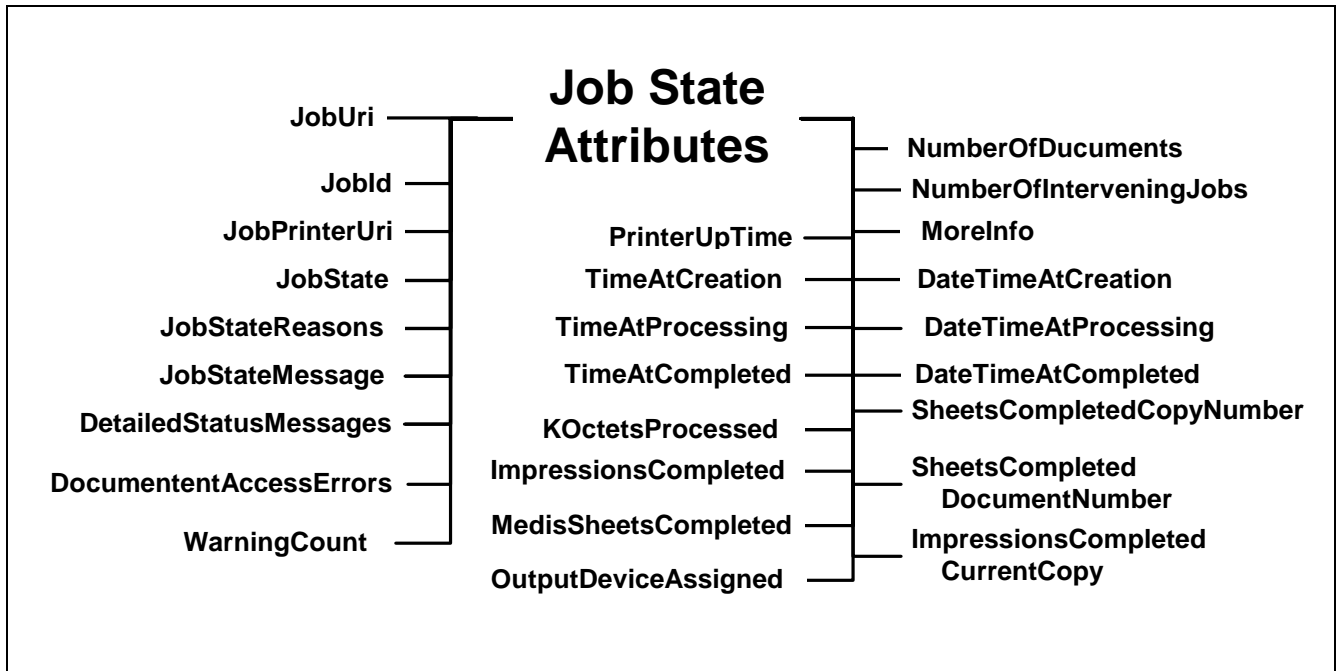 Job State
Attributes
JobUri
JobId
JobPrinterUri
JobState
JobStateReasons
JobStateMessage
DetailedStatusMessages
DocumententAccessErrors
WarningCount
PrinterUpTime
TimeAtCreation
TimeAtProcessing
TimeAtCompleted
KOctetsProcessed
ImpressionsCompleted
MedisSheetsCompleted
OutputDeviceAssigned
NumberOfDucuments
NumberOfInterveningJobs
MoreInfo
DateTimeAtCreation
DateTimeAtProcessing
DateTimeAtCompleted
SheetsCompletedCopyNumber
SheetsCompleted
DocumentNumber
ImpressionsCompleted
CurrentCopy